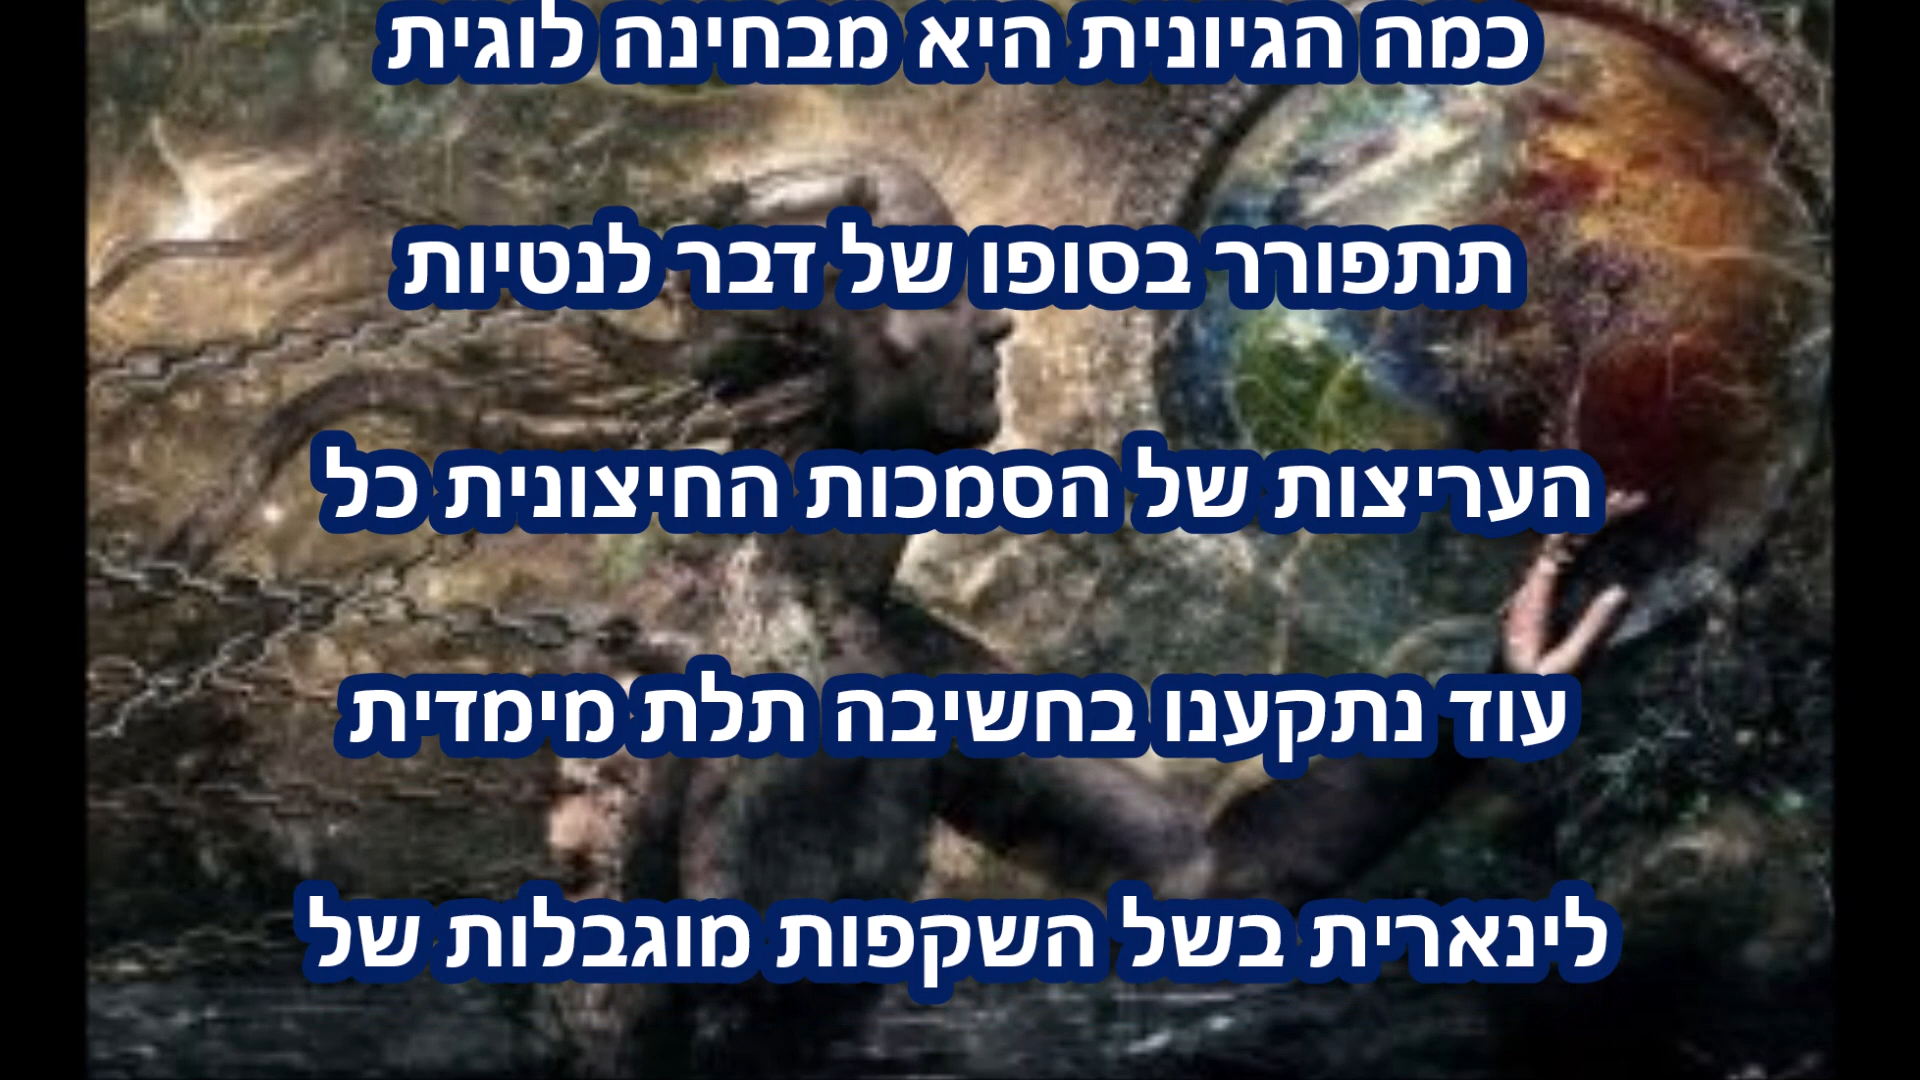 כמה הגיונית היא מבחינה לוגית
תתפורר בסופו של דבר לנטיות
העריצות של הסמכות החיצונית כל
עוד נתקענו בחשיבה תלת מימדית
לינארית בשל השקפות מוגבלות של